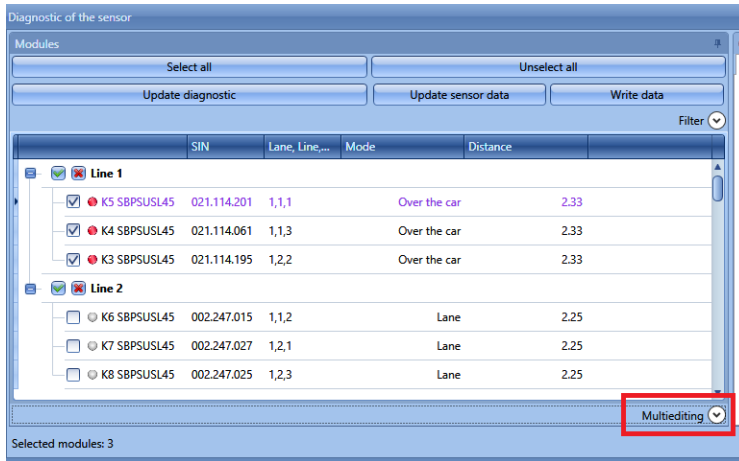 Diagnostic of the sensor
Modules
Select all Unselect all
Update diagnostic Update sensor data Write data
Filter
SIN Lane, Line,... Mode Distance
Line 1
K5 SBPSUSL45 021.114.201 1,1,1 Over the car 2.33
K4 SBPSUSL45 021.114.061 1,1,3 Over the car 2.33
K3 SBPSUSL45 021.114.195 1,2,2 Over the car 2.33
Line 2
K6 SBPSUSL45 002.247.015 1,1,2 Lane 2.25
K7 SBPSUSL45 002.247.027 1,2,1 Lane 2.25
K8 SBPSUSL45 002.247.025 1,2,3 Lane 2.25
Multiediting
Selected modules: 3